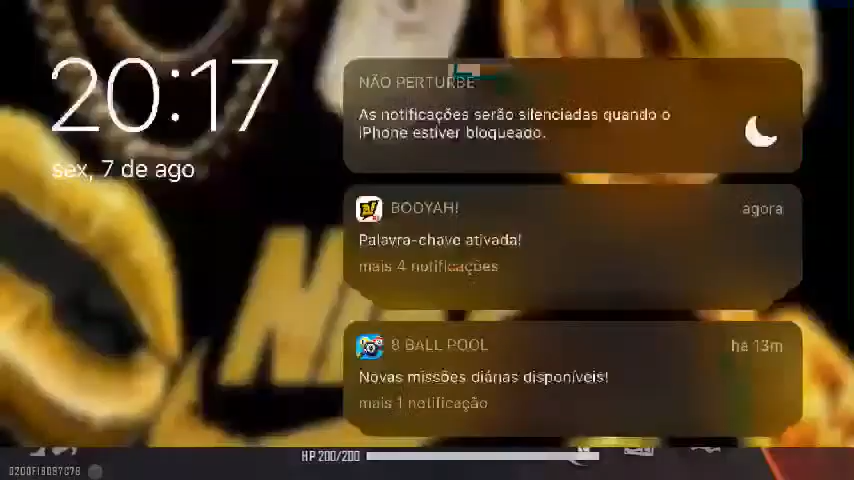 20:17
sex, 7 de ago
NÃO PERTURBE
As notificações serão silenciadas quando o
iPhone estiver bloqueado.
BOOYAH!
agora
Palavra-chave ativada!
mais 4 notificações
8 BALL POOL
há 13m
Novas missões diárias disponíveis!
mais 1 notificação
HP 200/200